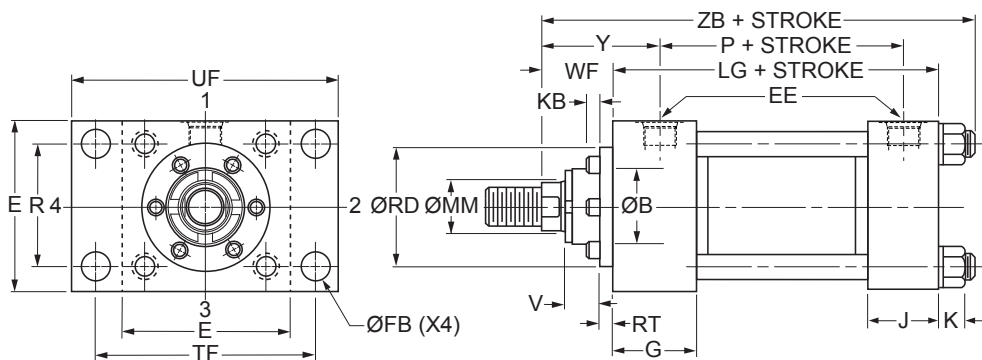 ZB + STROKE
Y
P + STROKE
UF
WF
LG + STROKE
1
KB
EE
E
R
4
2
ØRD
ØMM
ØB
3
V
ØFB (X4)
E
RT
J
K
TF
G